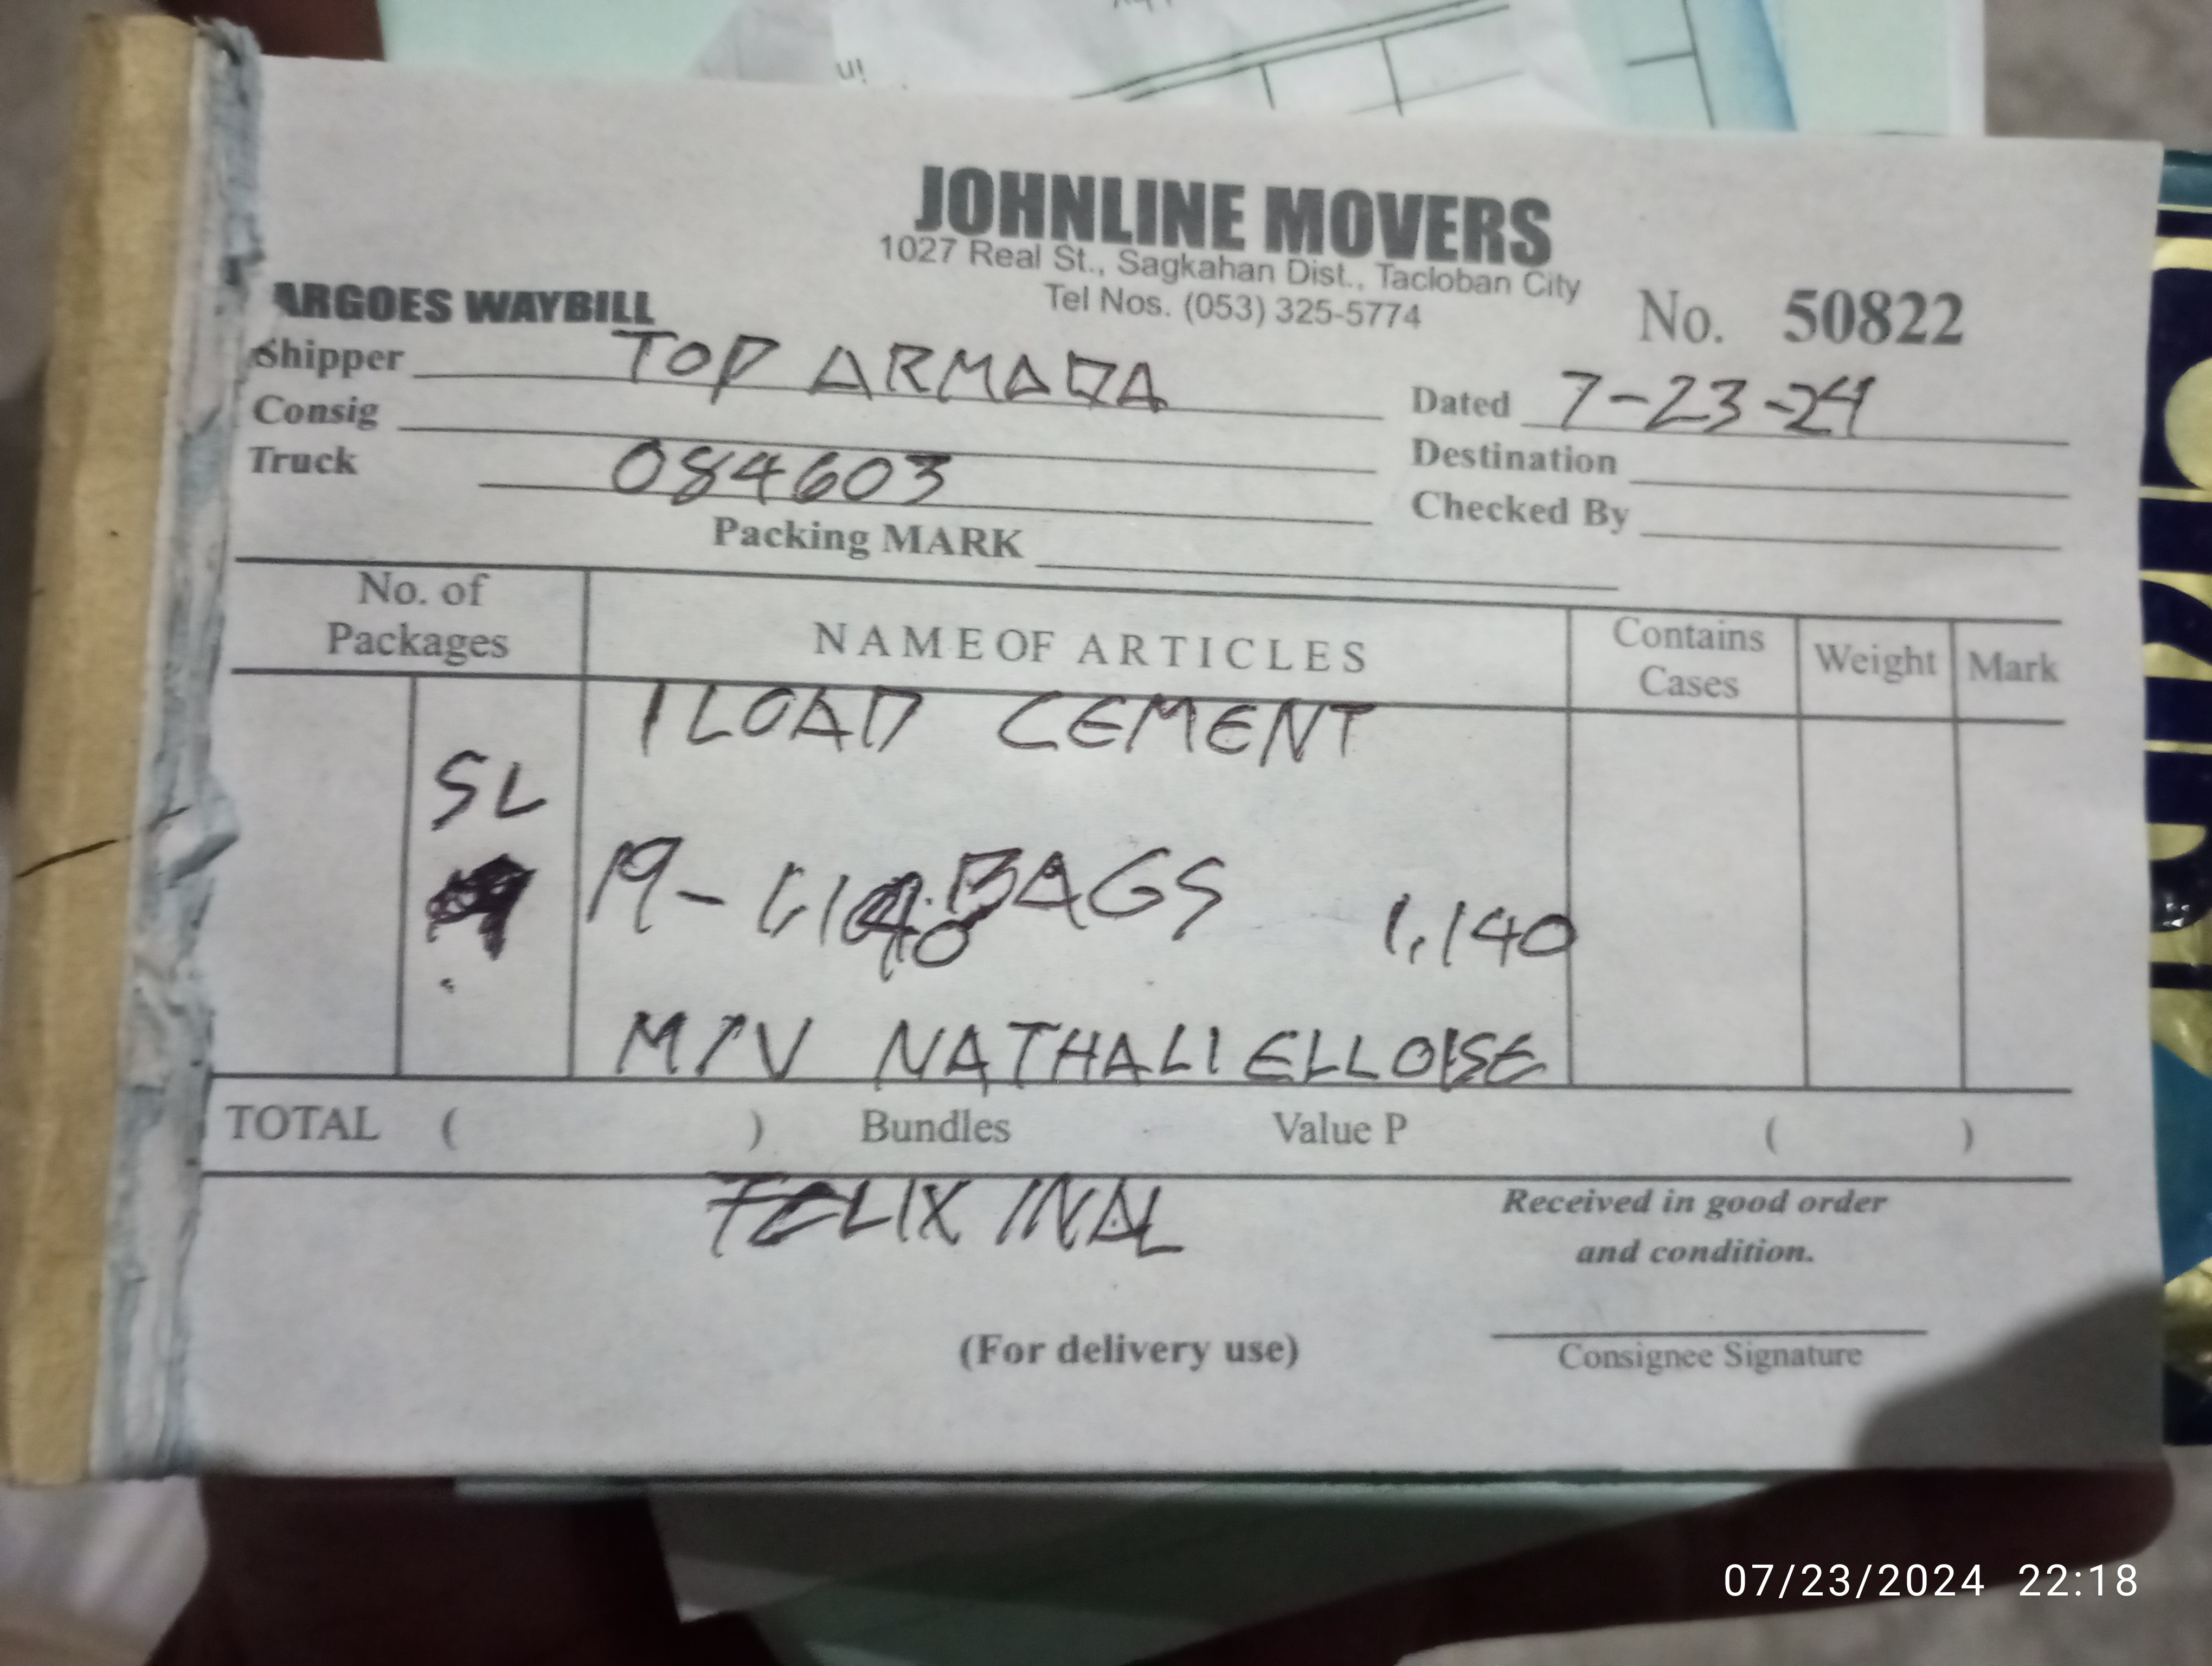 u!
JOHNLINE MOVERS
1027 Real St., Sagkahan Dist., Tacloban City
Tel Nos. (053) 325-5774
ARGOES WAYBILL
No. 50822
Shipper TOP ARMADA
Dated 7-23-24
Consig
Destination
Truck 084603
Checked By
Packing MARK
No. of Packages
NAME OF ARTICLES
Contains Cases
Weight
Mark
1 LOAD CEMENT
SL
19- BAGS 1,140
M/V NATHALI ELLOISE
TOTAL ( ) Bundles Value P ( )
FELIX INAL
Received in good order
and condition.
(For delivery use)
Consignee Signature
07/23/2024 22:18